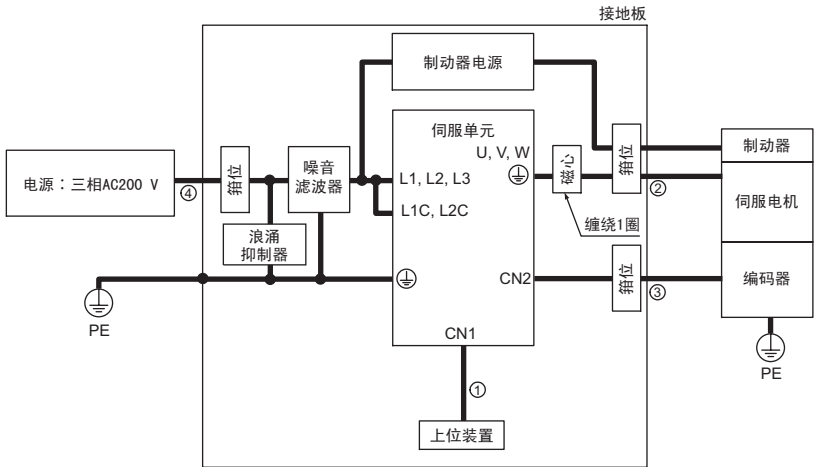 接地板
制动器电源
伺服单元
U, V, W
箝位
噪音
滤波器
L1, L2, L3
L1C, L2C
磁心
箝位
制动器
电源：三相AC200 V
④
②
伺服电机
缠绕1圈
浪涌
抑制器
CN2
箝位
③
编码器
PE
CN1
PE
①
上位装置